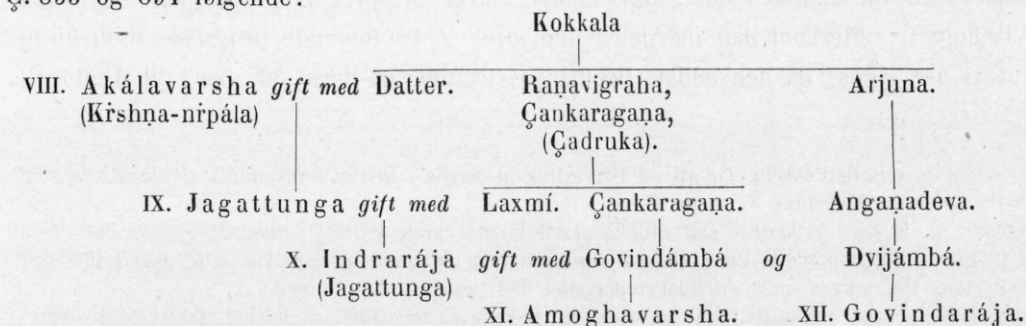 Ç. 855 og 894 følgende:
Kokkala
VIII. Akálavarsha gift med Datter. Raṇavigraha, Arjuna.
(Kṙshṇa-nṙpála) Çankaragaṇa,
(Çadruka).
IX. Jagattunga gift med Laxmí. Çankaragaṇa. Anganadeva.
X. Indrarája gift med Govindámbá og Dvijámbá.
(Jagattunga)
XI. Amoghavarsha. XII. Govindarája.